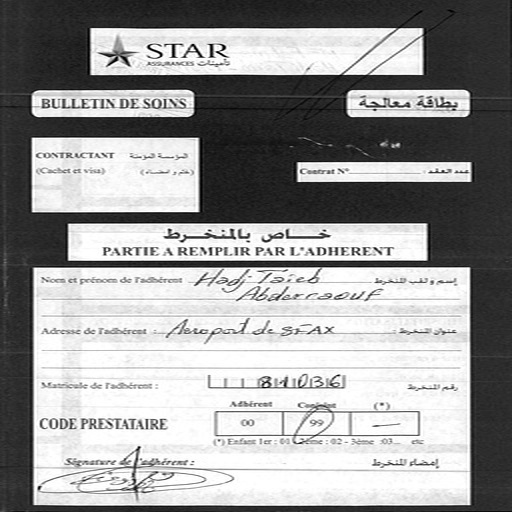 STAR
ASSURANCES تأمينات
BULLETIN DE SOINS بطاقة معالجة
CONTRACTANT المؤسسة المؤمنة
(Cachet et visa) (ختم و امضاء)
Contrat N° عدد العقد :
خاص بالمنخرط
PARTIE A REMPLIR PAR L'ADHERENT
Nom et prénom de l'adhérent Hadj Taieb إسم و لقب المنخرط
Abderraouf
Adresse de l'adhérent : Aeroport de SFAX عنوان المنخرط :
Matricule de l'adhérent : 81036 رقم المنخرط
Adhérent Conjoint (*)
CODE PRESTATAIRE 00 99 —
(*) Enfant 1er : 01 - 2ème : 02 - 3ème :03... etc
Signature de l'adhérent : إمضاء المنخرط